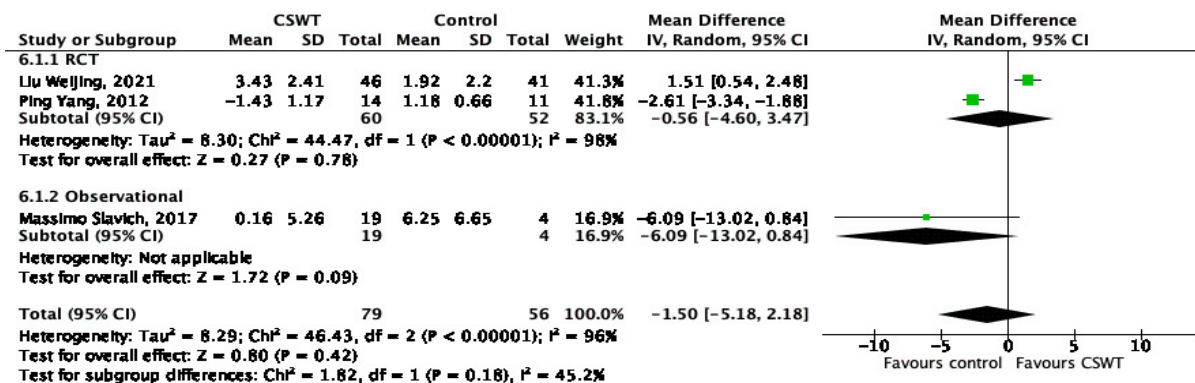 CSWT Control Mean Difference Mean Difference
Study or Subgroup Mean SD Total Mean SD Total Weight IV, Random, 95% CI IV, Random, 95% CI
6.1.1 RCT
Liu Weijing, 2021 3.43 2.41 46 1.92 2.2 41 41.3% 1.51 [0.54, 2.48]
Ping Yang, 2012 −1.43 1.17 14 1.18 0.66 11 41.8% −2.61 [−3.34, −1.88]
Subtotal (95% CI) 60 52 83.1% −0.56 [−4.60, 3.47]
Heterogeneity: Tau² = 8.30; Chi² = 44.47, df = 1 (P < 0.00001); I² = 98%
Test for overall effect: Z = 0.27 (P = 0.78)
6.1.2 Observational
Massimo Slavich, 2017 0.16 5.26 19 6.25 6.65 4 16.9% −6.09 [−13.02, 0.84]
Subtotal (95% CI) 19 4 16.9% −6.09 [−13.02, 0.84]
Heterogeneity: Not applicable
Test for overall effect: Z = 1.72 (P = 0.09)
Total (95% CI) 79 56 100.0% −1.50 [−5.18, 2.18]
Heterogeneity: Tau² = 8.29; Chi² = 46.43, df = 2 (P < 0.00001); I² = 96%
Test for overall effect: Z = 0.80 (P = 0.42)
Test for subgroup differences: Chi² = 1.82, df = 1 (P = 0.18), I² = 45.2%
−10 −5 0 5 10
Favours control Favours CSWT